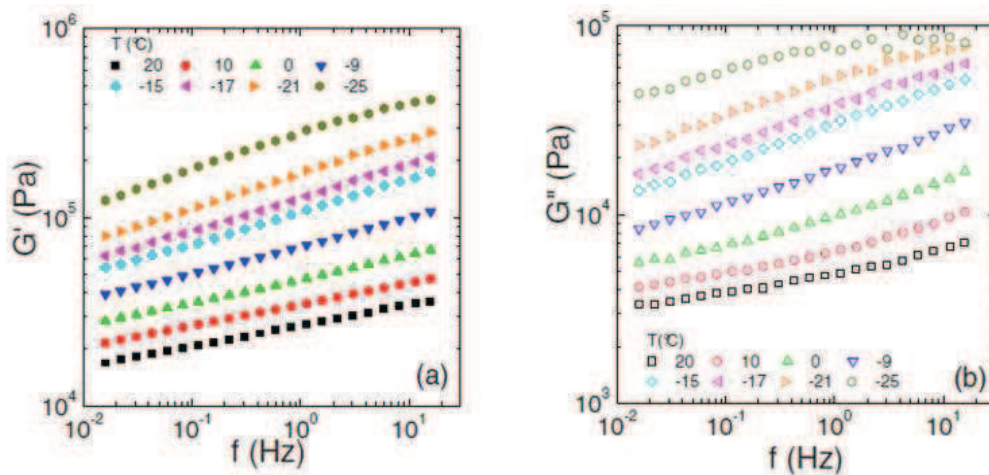 10⁶
T (°C)
20 10 0 -9
-15 -17 -21 -25
G' (Pa)
10⁵
10⁴
(a)
10⁻² 10⁻¹ 10⁰ 10¹
f (Hz)
10⁵
G" (Pa)
10⁴
T(°C)
20 10 0 -9
-15 -17 -21 -25
(b)
10³
10⁻² 10⁻¹ 10⁰ 10¹
f (Hz)